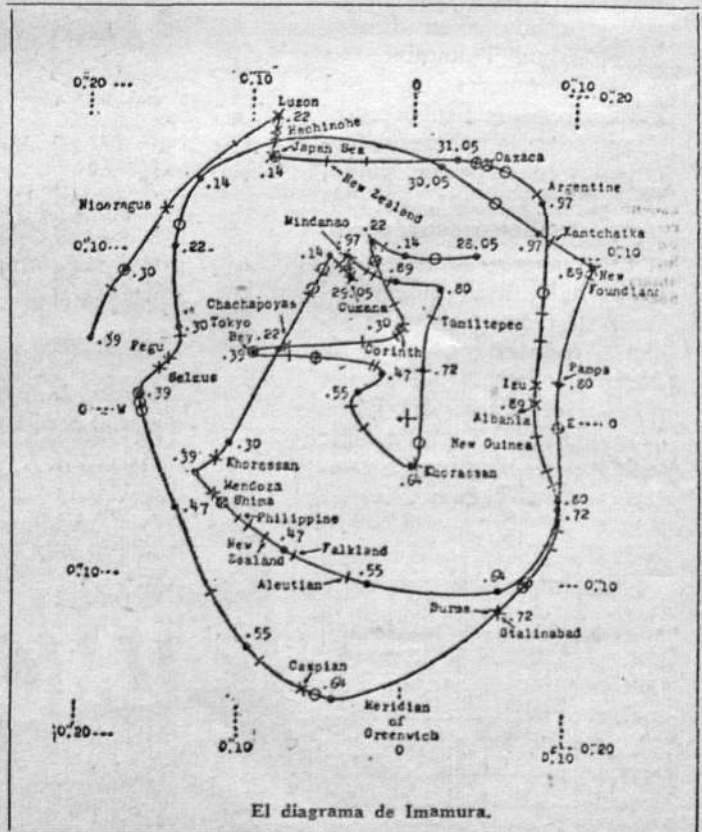 0."20
0."10
0
0."10
0."20
Luzon
.22
Hachinohe
Japan Sea
.14
31.05
Oaxaca
30.05
.14
New Zealand
Argentine
.97
Nicaragua
Mindanao
.22
Kamtchatka
.97
.97
.14
28.05
0."10
.22
0."10
.14
.89
New
Foundland
.89
29.05
Cumana
.80
.30
Chachapoyas
.30
Tamiltepec
.39
.30
Tokyo
Bay
.22
Corinth
Pegu
.39
.47
.72
Pampa
Selzus
.55
Izu
.80
.39
.89
0
W
Albania
E
0
.30
New Guinea
.39
Khorassan
Khorassan
.64
Mendoza
Shima
.80
.47
Philippine
.72
New
Zealand
.47
Falkland
0."10
Aleutian
.55
.64
0."10
Burma
.72
Stalinabad
.55
Caspian
.64
Meridian
of
Greenwich
0."20
0."10
0
0."10
0."20
El diagrama de Imamura.